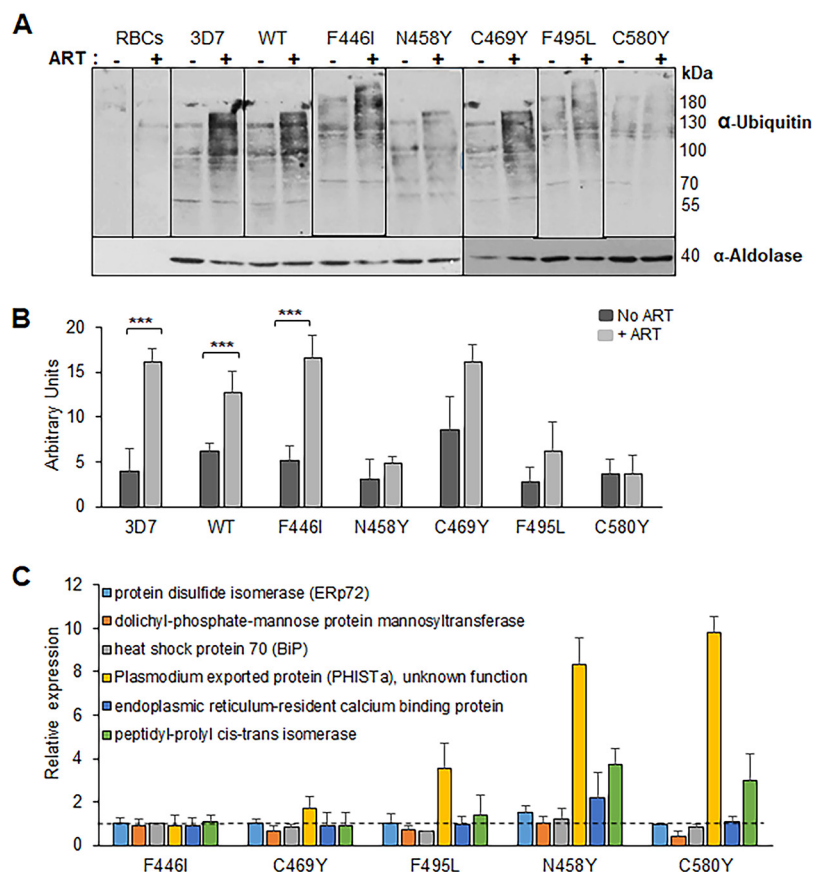 A
RBCs 3D7 WT F446I N458Y C469Y F495L C580Y
ART : - + - + - + - + - + - + - + - +
kDa
180
130 α-Ubiquitin
100
70
55
40 α-Aldolase
B
*** *** ***
No ART
+ ART
Arbitrary Units
20
15
10
5
0
3D7 WT F446I N458Y C469Y F495L C580Y
C
Relative expression
12
10
8
6
4
2
0
protein disulfide isomerase (ERp72)
dolichyl-phosphate-mannose protein mannosyltransferase
heat shock protein 70 (BiP)
Plasmodium exported protein (PHISTa), unknown function
endoplasmic reticulum-resident calcium binding protein
peptidyl-prolyl cis-trans isomerase
F446I C469Y F495L N458Y C580Y